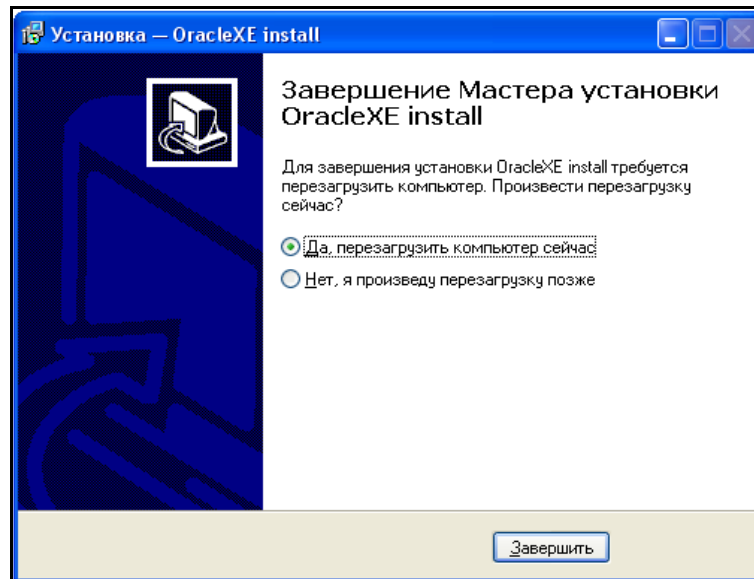 Установка — OracleXE install
Завершение Мастера установки
OracleXE install
Для завершения установки OracleXE install требуется
перезагрузить компьютер. Произвести перезагрузку
сейчас?
Да, перезагрузить компьютер сейчас
Нет, я произведу перезагрузку позже
Завершить